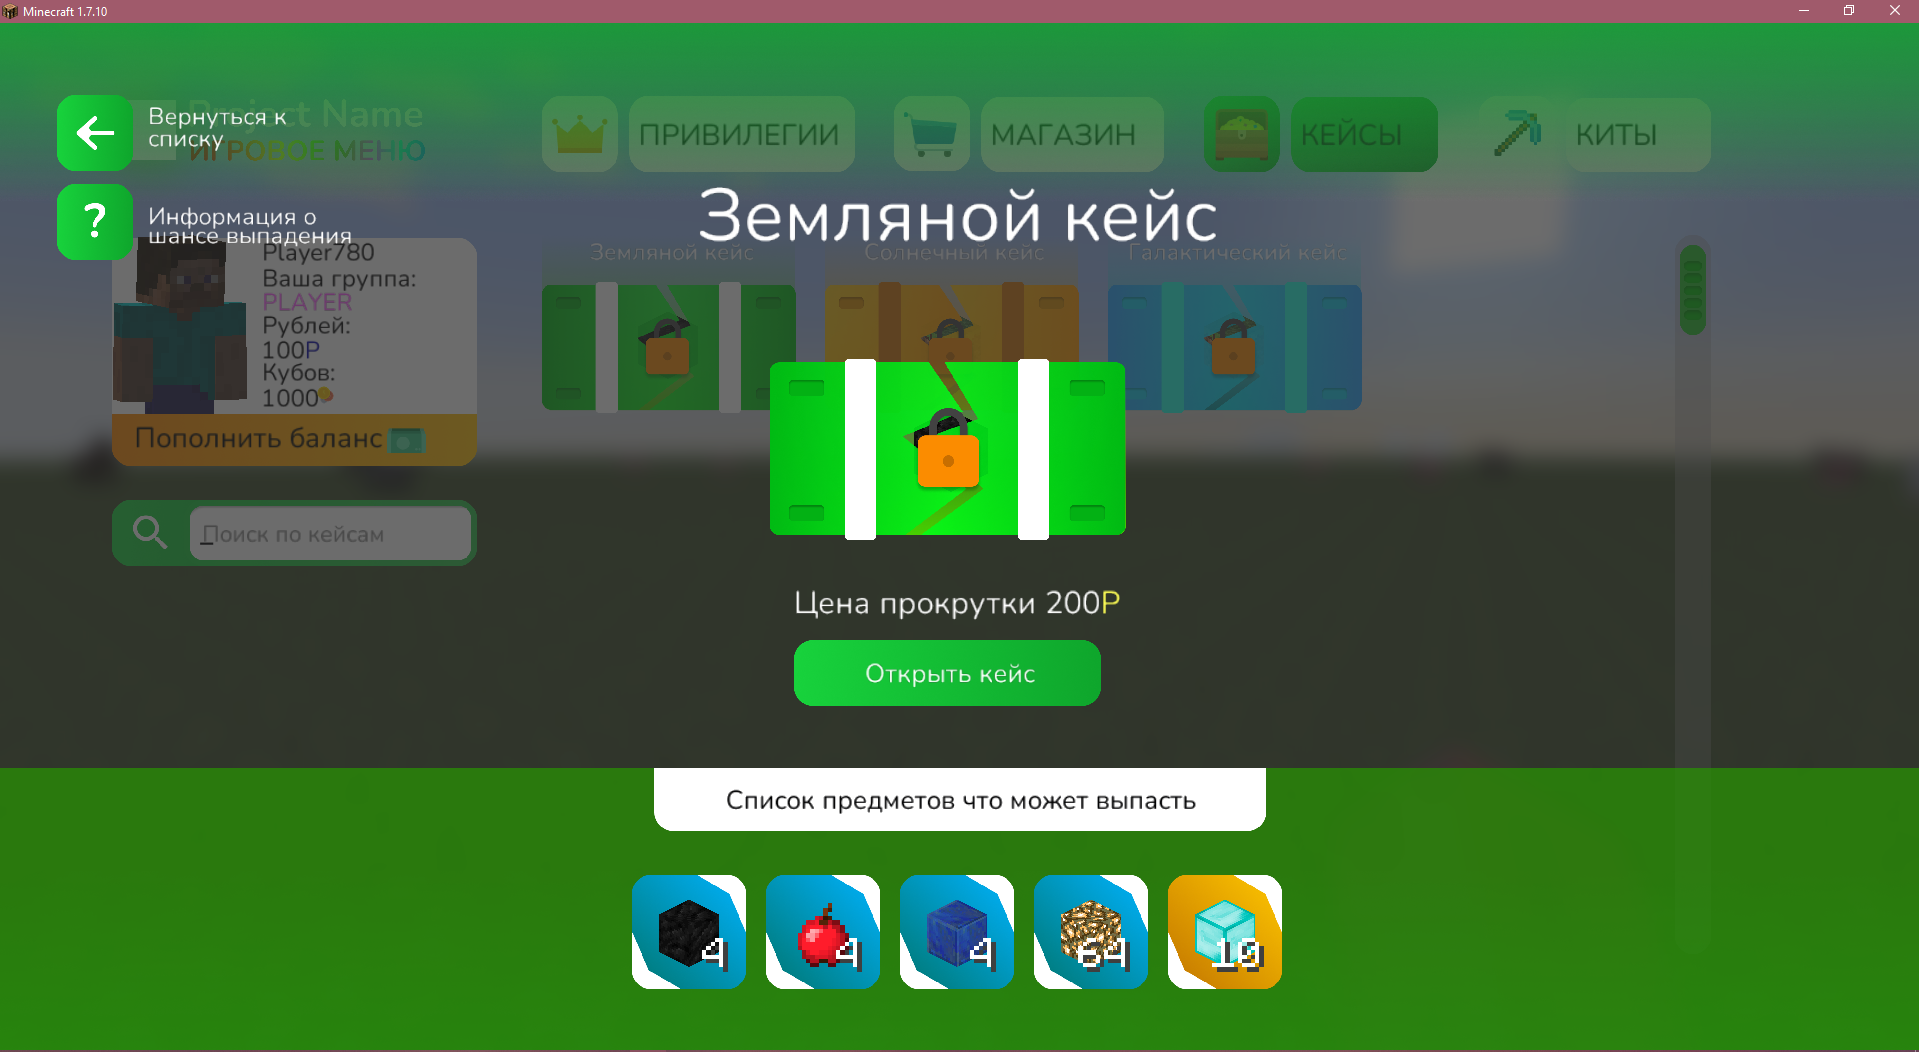 Minecraft 1.7.10
Project Name
ИГРОВОЕ МЕНЮ
Вернуться к
списку
ПРИВИЛЕГИИ
МАГАЗИН
КЕЙСЫ
КИТЫ
?
Информация о
шансе выпадения
Земляной кейс
Земляной кейс
Солнечный кейс
Галактический кейс
Player780
Ваша группа:
PLAYER
Рублей:
100Р
Кубов:
1000
Пополнить баланс
Поиск по кейсам
Цена прокрутки 200Р
Открыть кейс
Список предметов что может выпасть
4
4
4
64
10